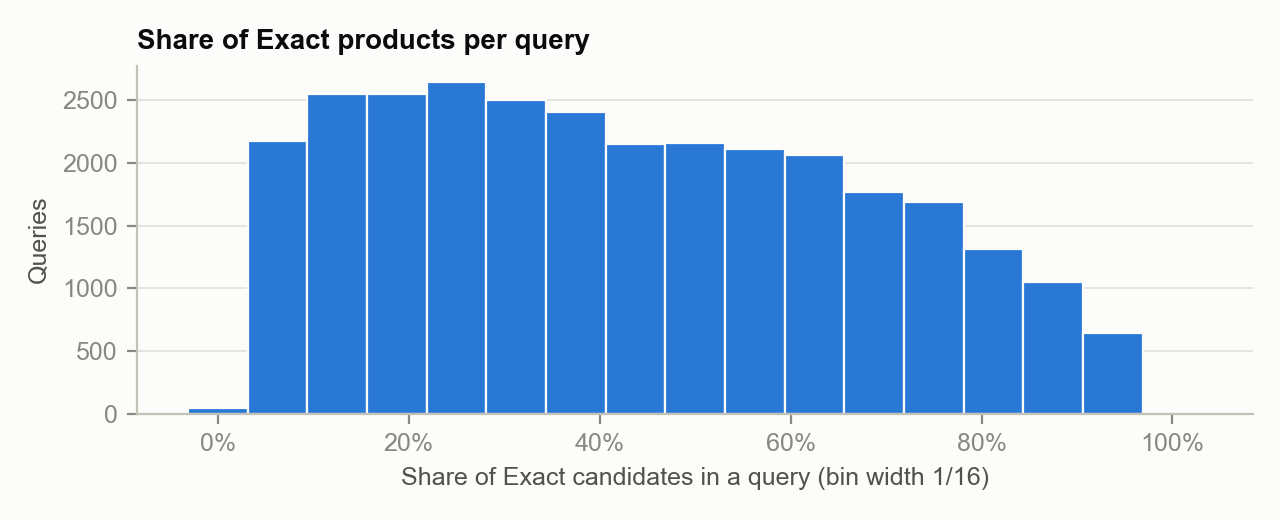 Share of Exact products per query
Queries
2500
2000
1500
1000
500
0
0% 20% 40% 60% 80% 100%
Share of Exact candidates in a query (bin width 1/16)